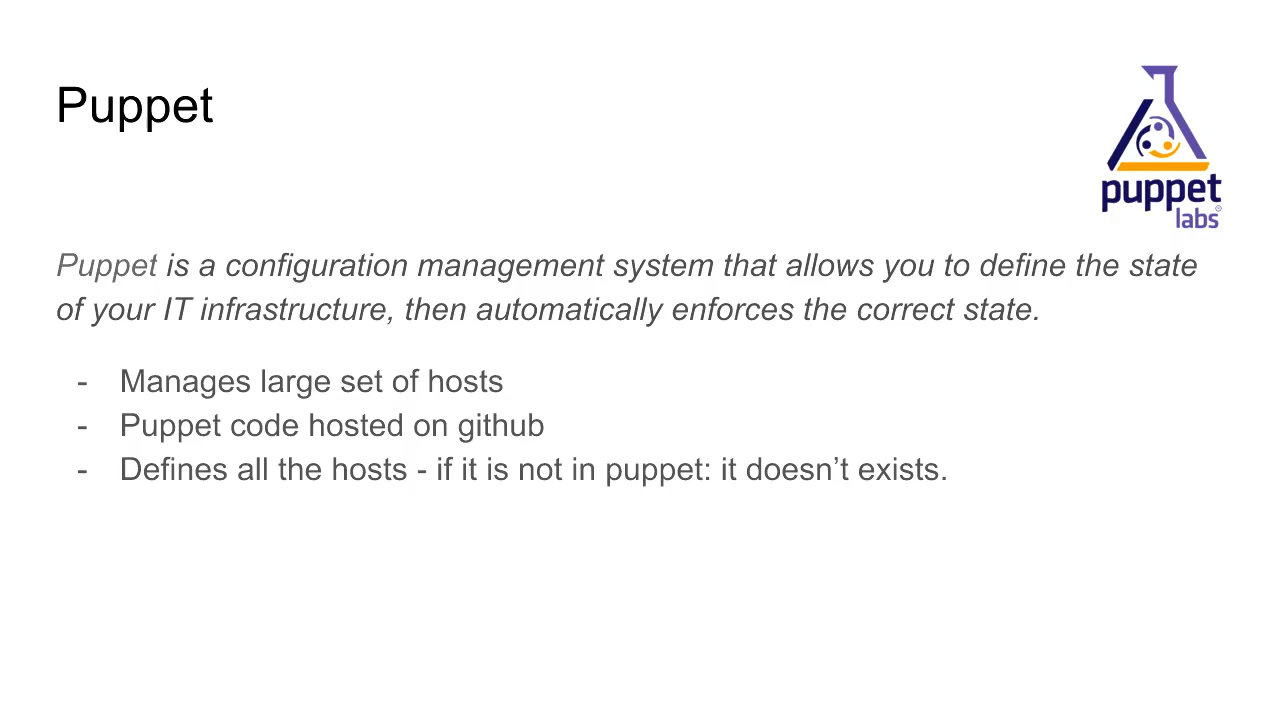 Puppet
puppet
labs®
Puppet is a configuration management system that allows you to define the state
of your IT infrastructure, then automatically enforces the correct state.
- Manages large set of hosts
- Puppet code hosted on github
- Defines all the hosts - if it is not in puppet: it doesn’t exists.